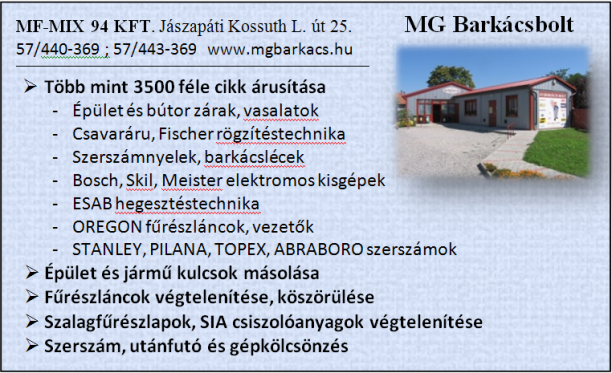 MF-MIX 94 KFT. Jászapáti Kossuth L. út 25.
57/440-369 ; 57/443-369 www.mgbarkacs.hu
MG Barkácsbolt
➢ Több mint 3500 féle cikk árusítása
- Épület és bútor zárak, vasalatok
- Csavaráru, Fischer rögzítéstechnika
- Szerszámnyelek, barkácslécek
- Bosch, Skil, Meister elektromos kisgépek
- ESAB hegesztéstechnika
- OREGON fűrészláncok, vezetők
- STANLEY, PILANA, TOPEX, ABRABORO szerszámok
➢ Épület és jármű kulcsok másolása
➢ Fűrészláncok végtelenítése, köszörülése
➢ Szalagfűrészlapok, SIA csiszolóanyagok végtelenítése
➢ Szerszám, utánfutó és gépkölcsönzés